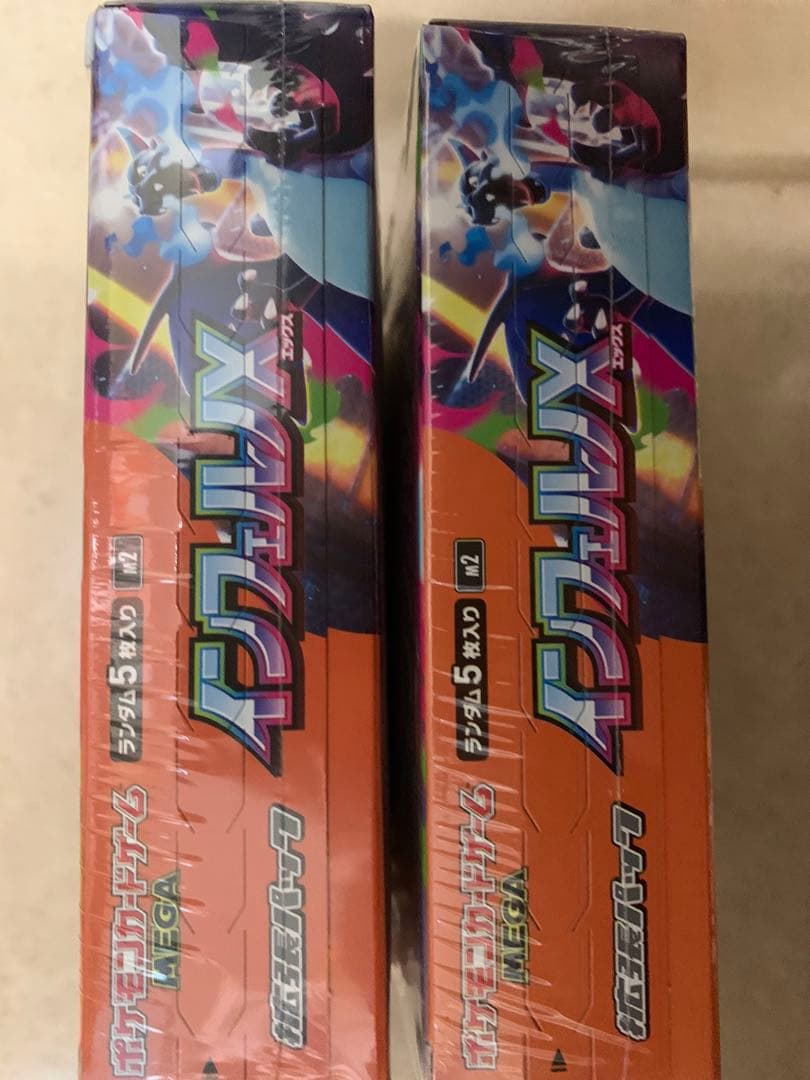 ポケモンカードゲーム
MEGA
ランダム5枚入り M2
拡張パック
インフェルノX
エックス
ポケモンカードゲーム
MEGA
ランダム5枚入り M2
拡張パック
インフェルノX
エックス